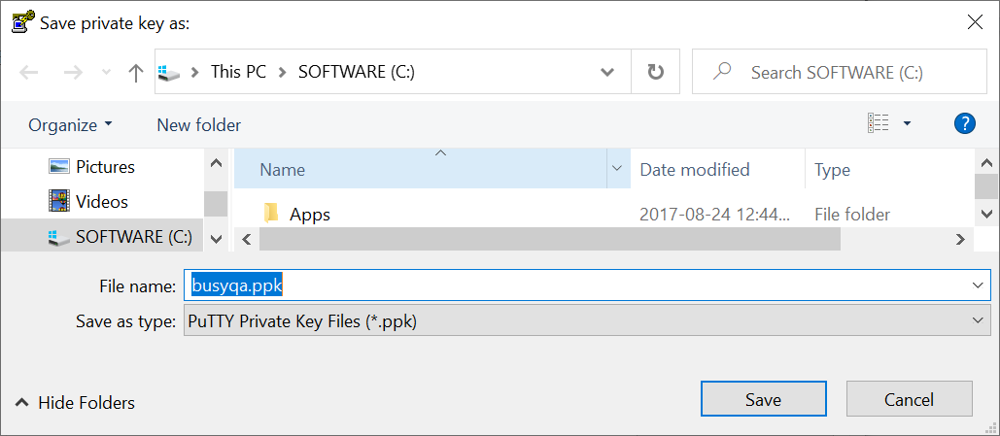 Save private key as:
This PC
SOFTWARE (C:)
Search SOFTWARE (C:)
Organize
New folder
?
Pictures
Videos
SOFTWARE (C:)
Name
Date modified
Type
Apps
2017-08-24 12:44...
File folder
File name:
busyqa.ppk
Save as type:
PuTTY Private Key Files (*.ppk)
Hide Folders
Save
Cancel